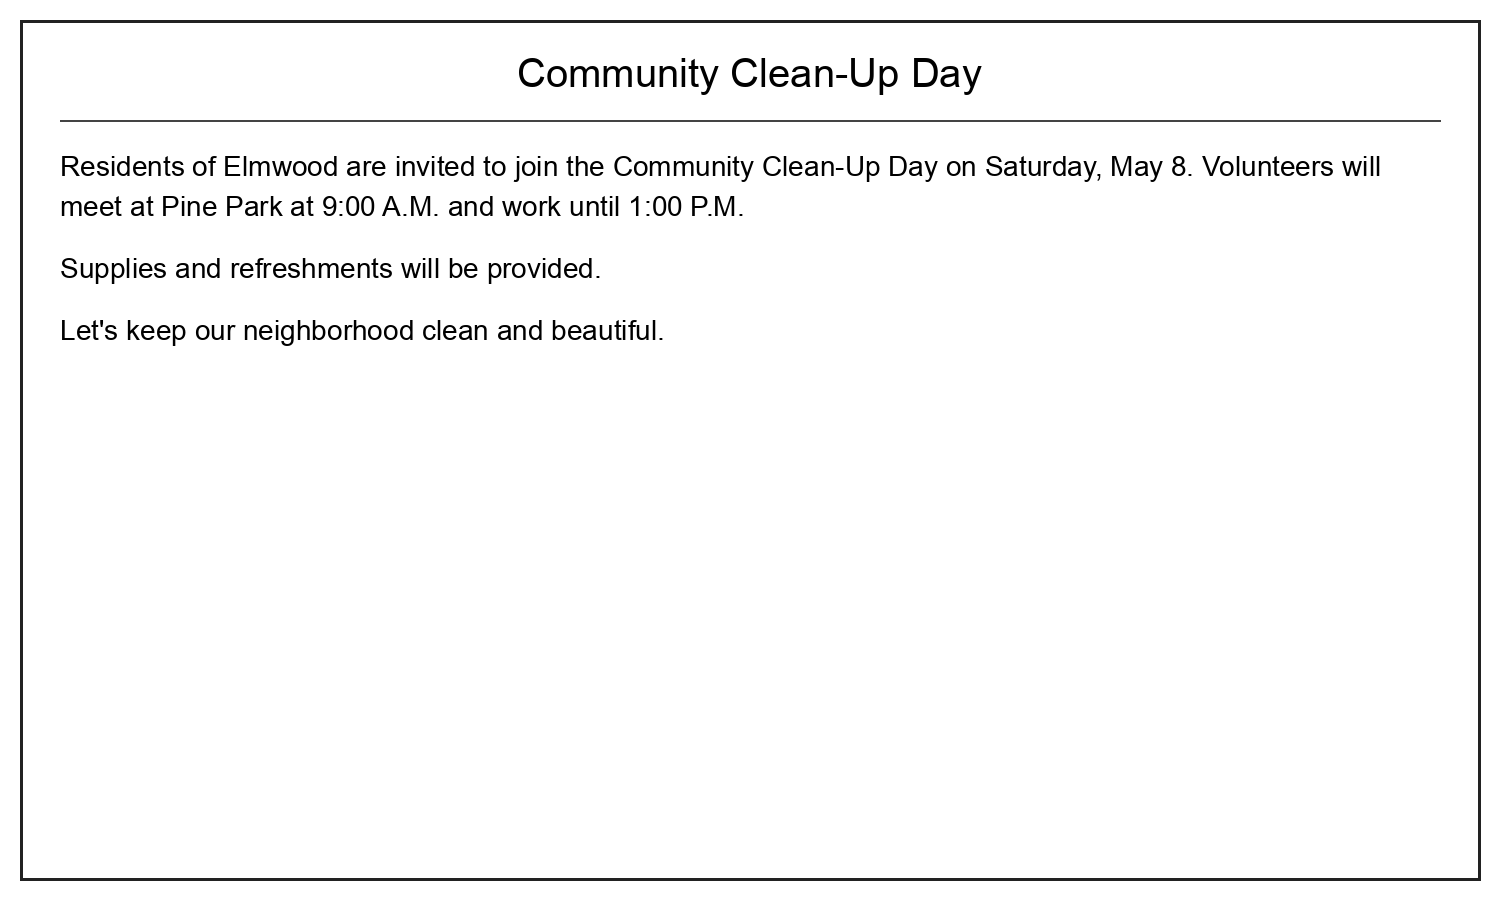 Community Clean-Up Day
Residents of Elmwood are invited to join the Community Clean-Up Day on Saturday, May 8. Volunteers will
meet at Pine Park at 9:00 A.M. and work until 1:00 P.M.
Supplies and refreshments will be provided.
Let's keep our neighborhood clean and beautiful.